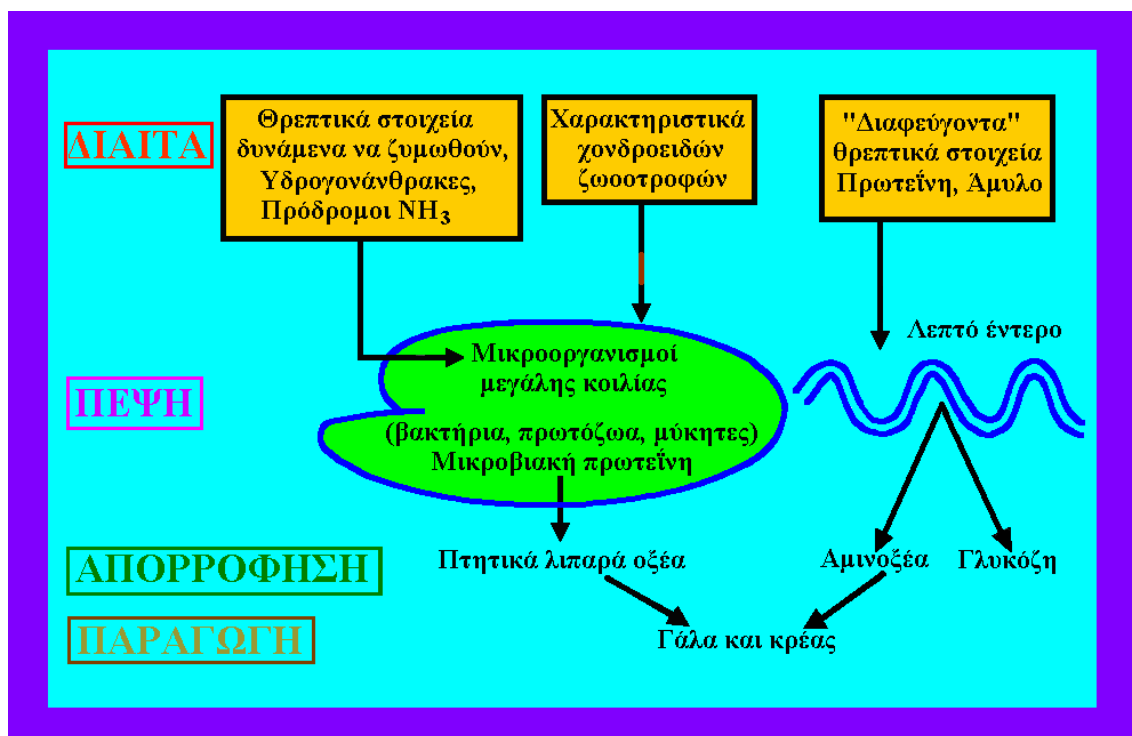 ΔΙΑΙΤΑ
Θρεπτικά στοιχεία
δυνάμενα να ζυμωθούν,
Υδρογονάνθρακες,
Πρόδρομοι NH3
Χαρακτηριστικά
χονδροειδών
ζωοοτροφών
"Διαφεύγοντα"
θρεπτικά στοιχεία
Πρωτεΐνη, Άμυλο
Λεπτό έντερο
ΠΕΨΗ
Μικροοργανισμοί
μεγάλης κοιλίας
(βακτήρια, πρωτόζωα, μύκητες)
Μικροβιακή πρωτεΐνη
ΑΠΟΡΡΟΦΗΣΗ
Πτητικά λιπαρά οξέα
Αμινοξέα
Γλυκόζη
ΠΑΡΑΓΩΓΗ
Γάλα και κρέας